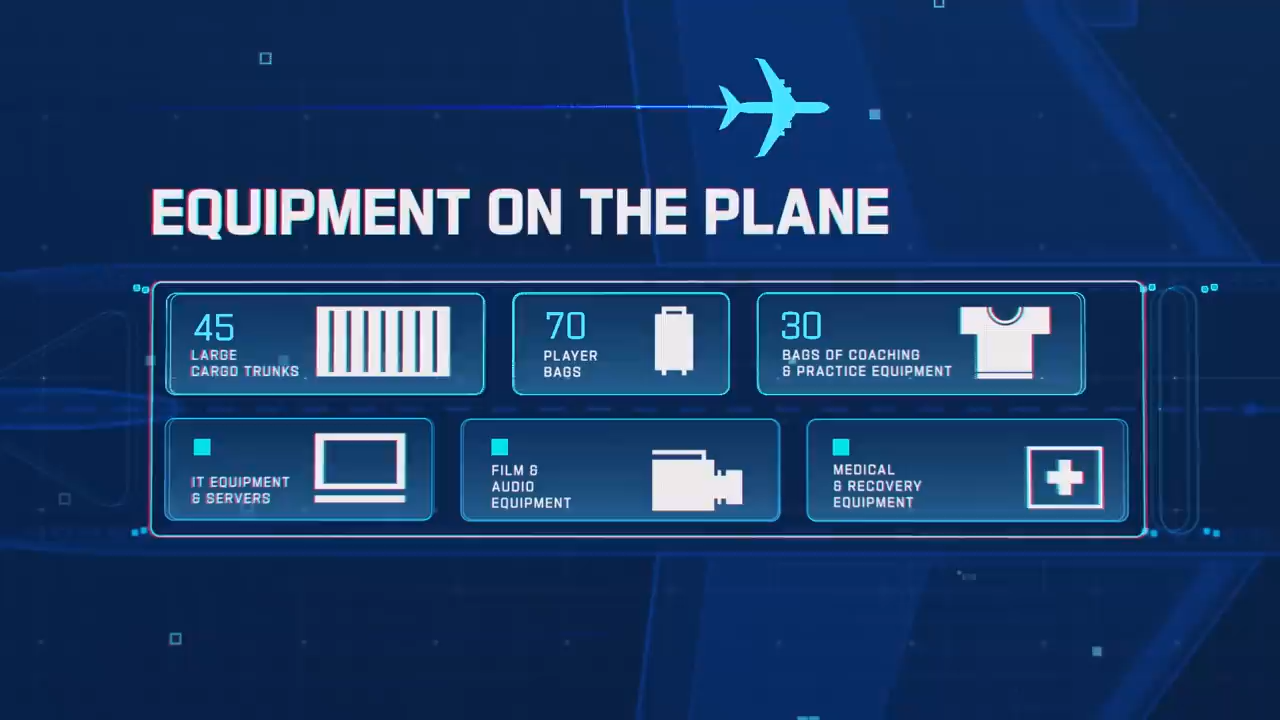 EQUIPMENT ON THE PLANE
45
LARGE
CARGO TRUNKS
70
PLAYER
BAGS
30
BAGS OF COACHING
& PRACTICE EQUIPMENT
IT EQUIPMENT
& SERVERS
FILM &
AUDIO
EQUIPMENT
MEDICAL
& RECOVERY
EQUIPMENT